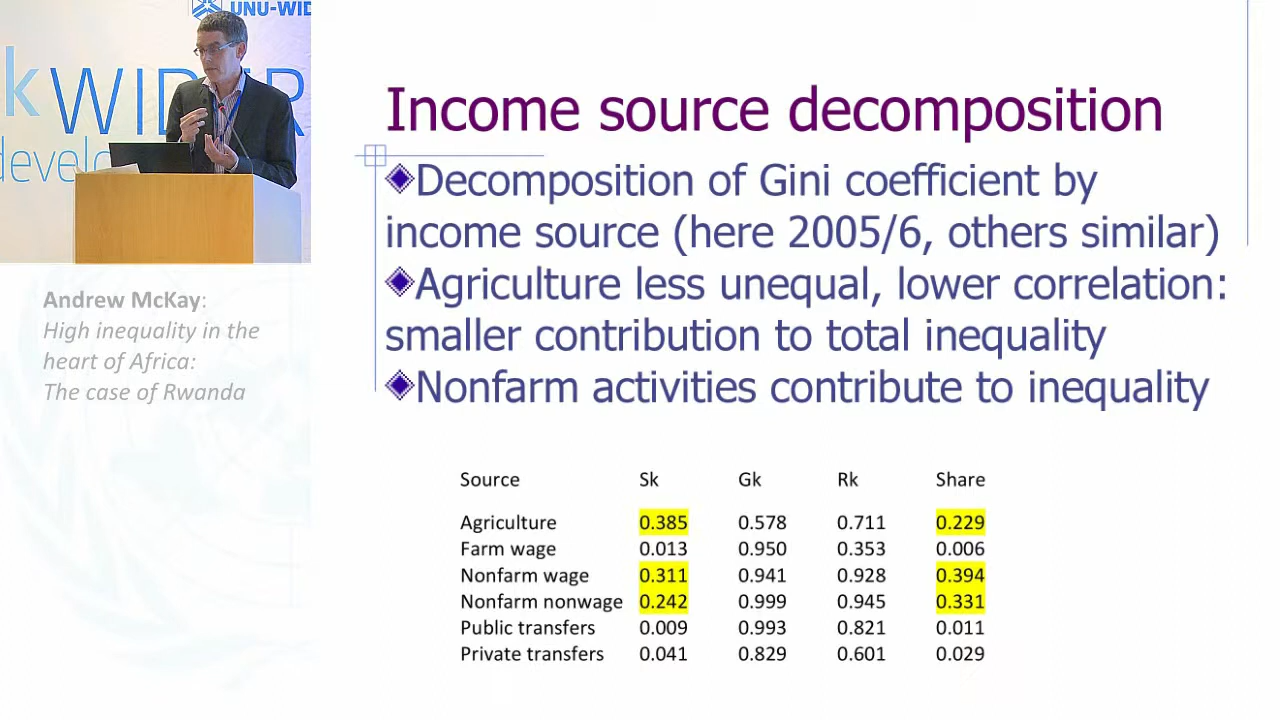 UNU-WID
k WIDER
develo
Income source decomposition
Decomposition of Gini coefficient by
income source (here 2005/6, others similar)
Agriculture less unequal, lower correlation:
smaller contribution to total inequality
Nonfarm activities contribute to inequality
Andrew McKay:
High inequality in the
heart of Africa:
The case of Rwanda
Source Sk Gk Rk Share
Agriculture 0.385 0.578 0.711 0.229
Farm wage 0.013 0.950 0.353 0.006
Nonfarm wage 0.311 0.941 0.928 0.394
Nonfarm nonwage 0.242 0.999 0.945 0.331
Public transfers 0.009 0.993 0.821 0.011
Private transfers 0.041 0.829 0.601 0.029